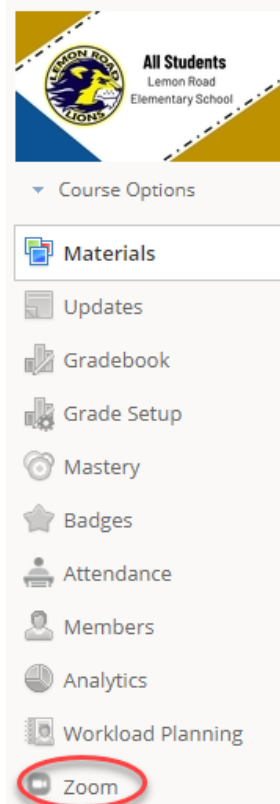 LEMON ROAD
LIONS
All Students
Lemon Road
Elementary School
Course Options
Materials
Updates
Gradebook
Grade Setup
Mastery
Badges
Attendance
Members
Analytics
Workload Planning
Zoom